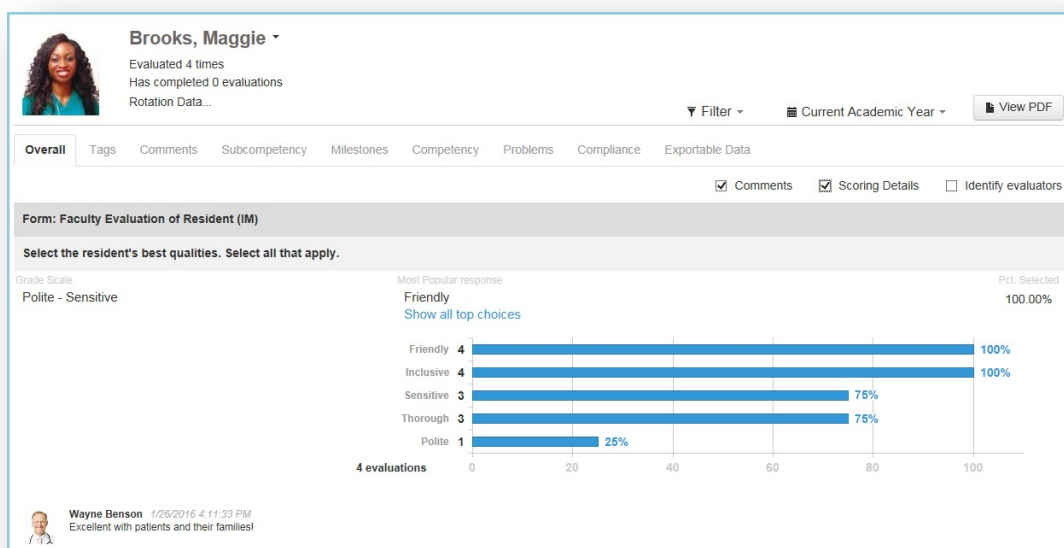 Brooks, Maggie
Evaluated 4 times
Has completed 0 evaluations
Rotation Data...
Filter
Current Academic Year
View PDF
Overall Tags Comments Subcompetency Milestones Competency Problems Compliance Exportable Data
Comments Scoring Details Identify evaluators
Form: Faculty Evaluation of Resident (IM)
Select the resident's best qualities. Select all that apply.
Grade Scale Most Popular response Pct. Selected
Polite - Sensitive Friendly 100.00%
Show all top choices
Friendly 4 100%
Inclusive 4 100%
Sensitive 3 75%
Thorough 3 75%
Polite 1 25%
4 evaluations 0 20 40 60 80 100
Wayne Benson 1/26/2016 4:11:33 PM
Excellent with patients and their families!